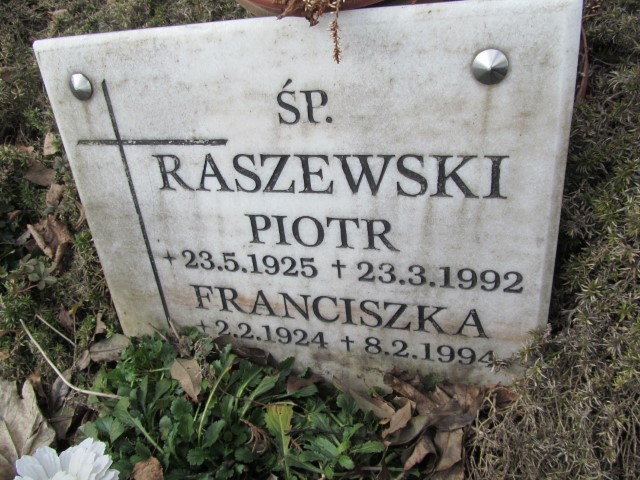 ŚP.
RASZEWSKI
PIOTR
+ 23.5.1925 † 23.3.1992
FRANCISZKA
+ 2.2.1924 † 8.2.1994